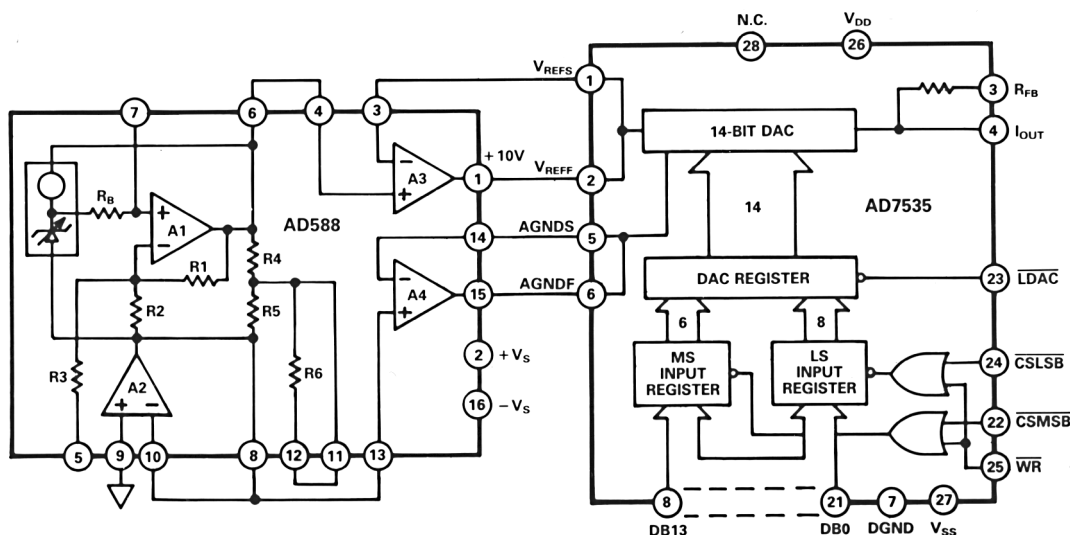 N.C.
28
VDD
26
VREFS
1
3
RFB
7
6
4
3
14-BIT DAC
4
IOUT
+ 10V
–
A3
+
1
VREFF
2
RB
+
A1
–
AD588
14
AD7535
14
AGNDS
5
R4
R1
–
A4
+
15
AGNDF
6
DAC REGISTER
23
LDAC
R2
R5
6
8
2
+ VS
MS
INPUT
REGISTER
LS
INPUT
REGISTER
24
CSLSB
R3
A2
+ –
R6
16
– VS
22
CSMSB
5
9
10
8
12
11
13
25
WR
8
21
7
27
DB13
DB0
DGND
VSS